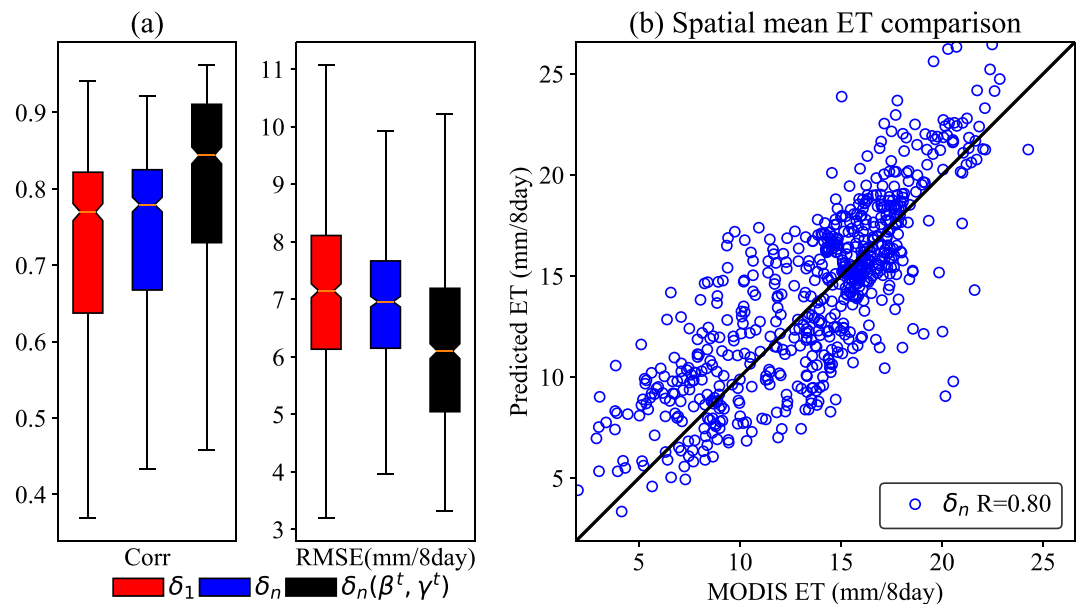 (a)
0.9
0.8
0.7
0.6
0.5
0.4
Corr
11
10
9
8
7
6
5
4
3
RMSE(mm/8day)
δ₁ δₙ δₙ(βᵗ, γᵗ)
(b) Spatial mean ET comparison
Predicted ET (mm/8day)
25
20
15
10
5
δₙ R=0.80
5 10 15 20 25
MODIS ET (mm/8day)